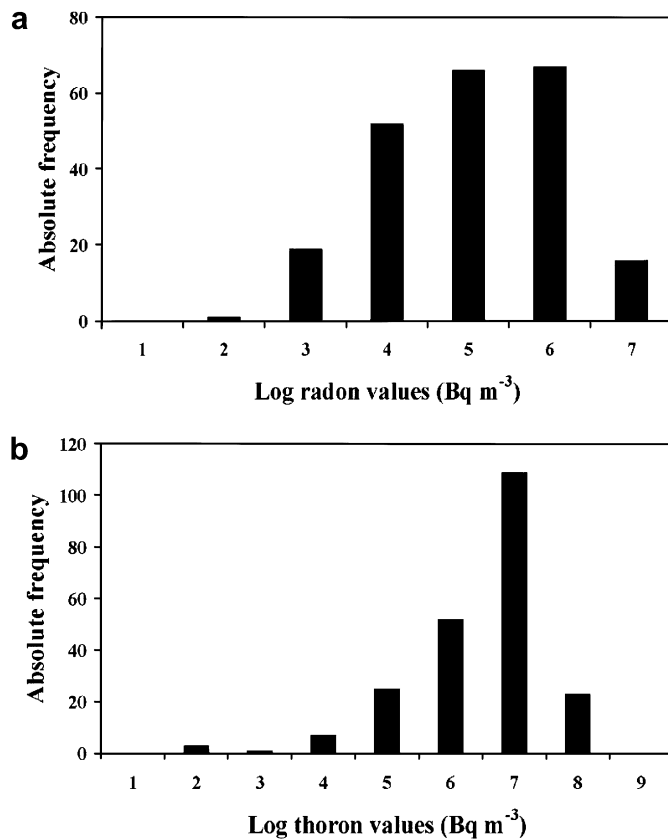 a
80
60
40
20
0
Absolute frequency
1 2 3 4 5 6 7
Log radon values (Bq m⁻³)
b
120
100
80
60
40
20
0
Absolute frequency
1 2 3 4 5 6 7 8 9
Log thoron values (Bq m⁻³)